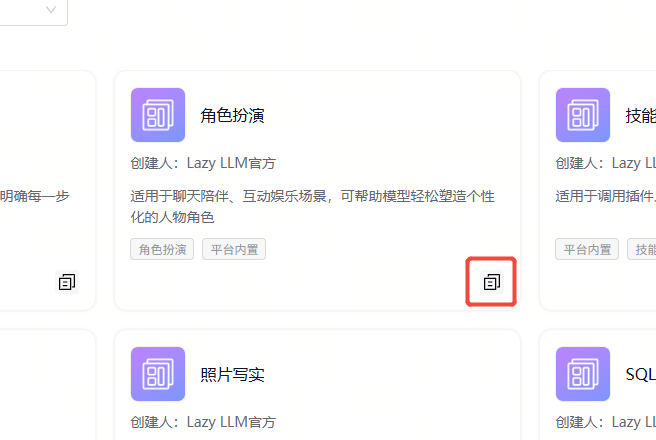 角色扮演
技能
创建人：Lazy LLM官方
创建人：Lazy LL
明确每一步
适用于聊天陪伴、互动娱乐场景，可帮助模型轻松塑造个性
化的人物角色
适用于调用插件
角色扮演
平台内置
平台内置
技能
照片写实
SQL
创建人：Lazy LLM官方
创建人：Lazy LL